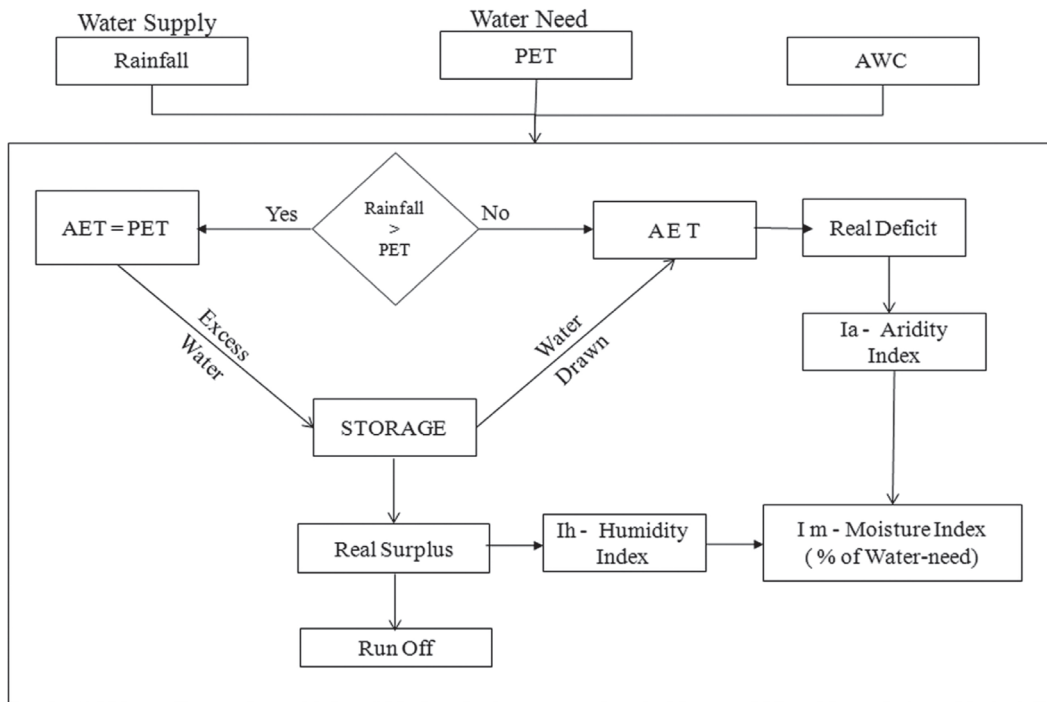 Water Supply
Water Need
Rainfall
PET
AWC
AET = PET
Yes
Rainfall
>
PET
No
A E T
Real Deficit
Excess
Water
Water
Drawn
Ia - Aridity
Index
STORAGE
Real Surplus
Ih - Humidity
Index
I m - Moisture Index
( % of Water-need)
Run Off